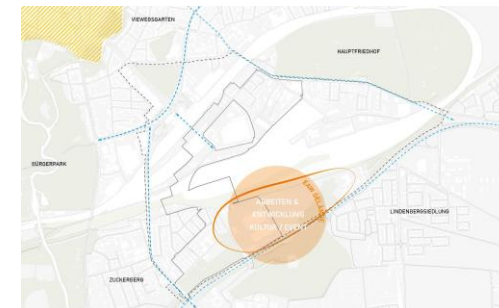 VIEWEGSGARTEN
HAUPTFRIEDHOF
BÜRGERPARK
ARBEITEN &
ENTWICKLUNG
KULTUR / EVENT
LINDENBERGSIEDLUNG
ZUCKERBERG